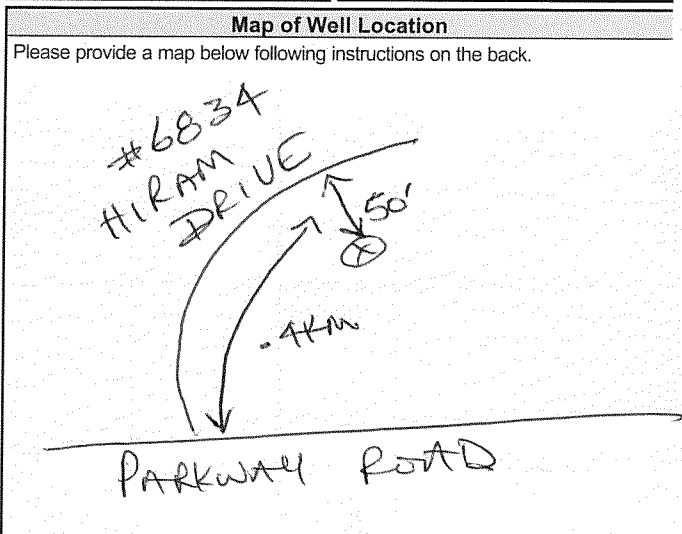 Map of Well Location
Please provide a map below following instructions on the back.
#6834
HIRAM
DRIVE
50'
.4KM
PARKWAY ROAD